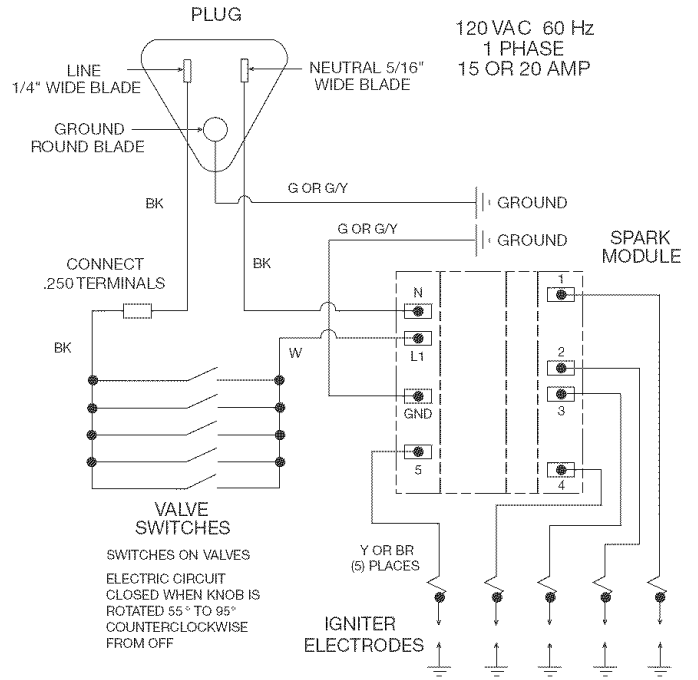 PLUG
120 VAC 60 Hz
1 PHASE
15 OR 20 AMP
LINE
1/4" WIDE BLADE
NEUTRAL 5/16"
WIDE BLADE
GROUND
ROUND BLADE
G OR G/Y
GROUND
BK
G OR G/Y
GROUND
SPARK
MODULE
CONNECT
.250 TERMINALS
BK
N
1
BK
W
L1
2
3
GND
5
4
VALVE
SWITCHES
SWITCHES ON VALVES
ELECTRIC CIRCUIT
CLOSED WHEN KNOB IS
ROTATED 55° TO 95°
COUNTERCLOCKWISE
FROM OFF
Y OR BR
(5) PLACES
IGNITER
ELECTRODES